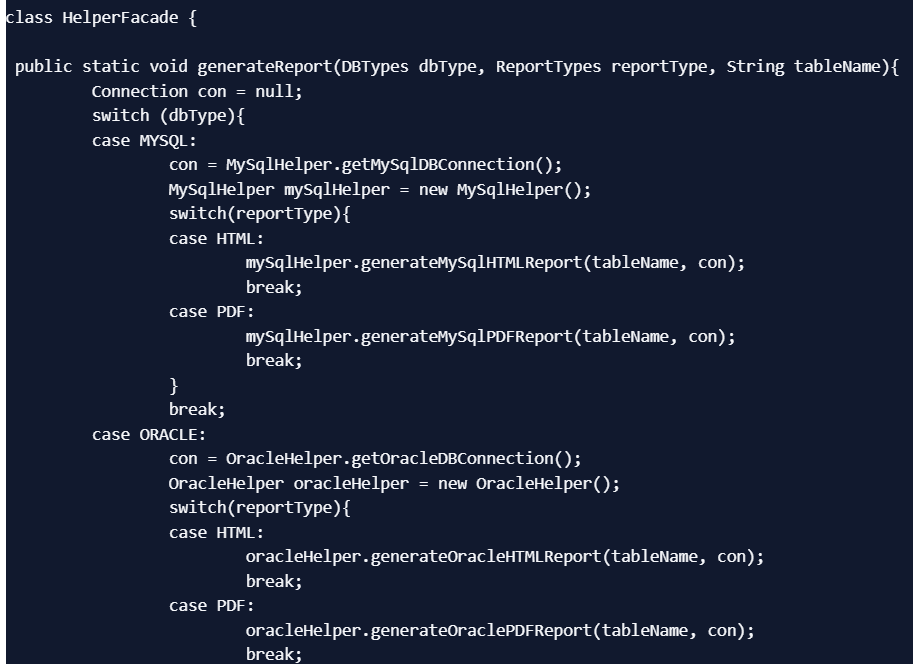 class HelperFacade {
public static void generateReport(DBTypes dbType, ReportTypes reportType, String tableName){
Connection con = null;
switch (dbType){
case MYSQL:
con = MySqlHelper.getMySqlDBConnection();
MySqlHelper mySqlHelper = new MySqlHelper();
switch(reportType){
case HTML:
mySqlHelper.generateMySqlHTMLReport(tableName, con);
break;
case PDF:
mySqlHelper.generateMySqlPDFReport(tableName, con);
break;
}
break;
case ORACLE:
con = OracleHelper.getOracleDBConnection();
OracleHelper oracleHelper = new OracleHelper();
switch(reportType){
case HTML:
oracleHelper.generateOracleHTMLReport(tableName, con);
break;
case PDF:
oracleHelper.generateOraclePDFReport(tableName, con);
break;